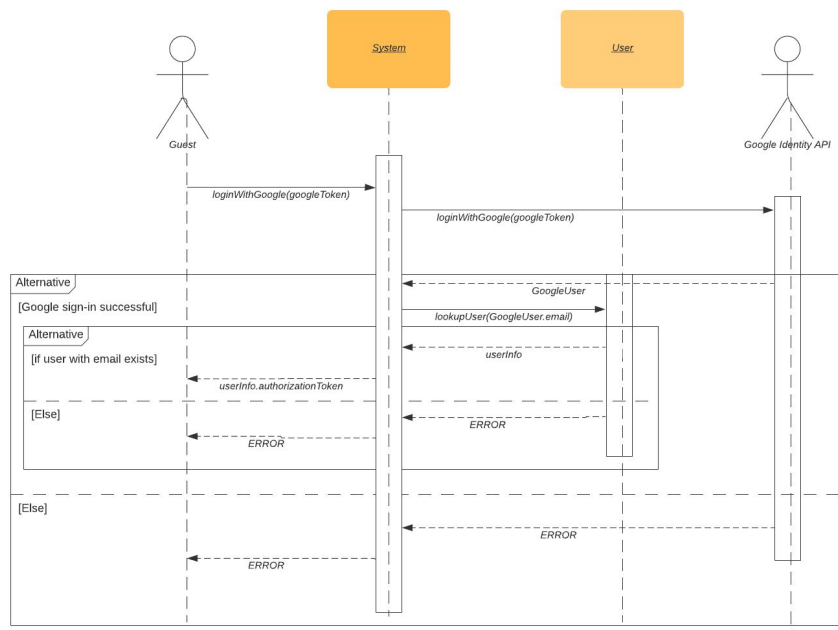 System
User
Guest
Google Identity API
loginWithGoogle(googleToken)
loginWithGoogle(googleToken)
Alternative
GoogleUser
[Google sign-in successful]
lookupUser(GoogleUser.email)
Alternative
[if user with email exists]
userInfo
userInfo.authorizationToken
[Else]
ERROR
ERROR
[Else]
ERROR
ERROR